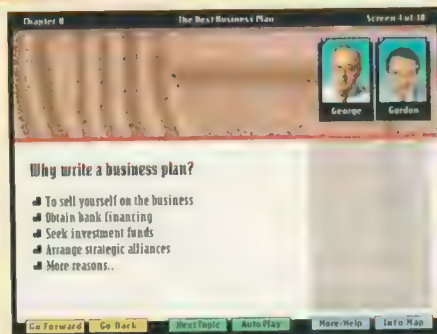 Chapter 0 The Best Business Plan Screen 4 of 10
George Gordon
Why write a business plan?
To sell yourself on the business
Obtain bank financing
Seek investment funds
Arrange strategic alliances
More reasons..
Go Forward Go Back Next Topic Auto Play More-Help Info Map